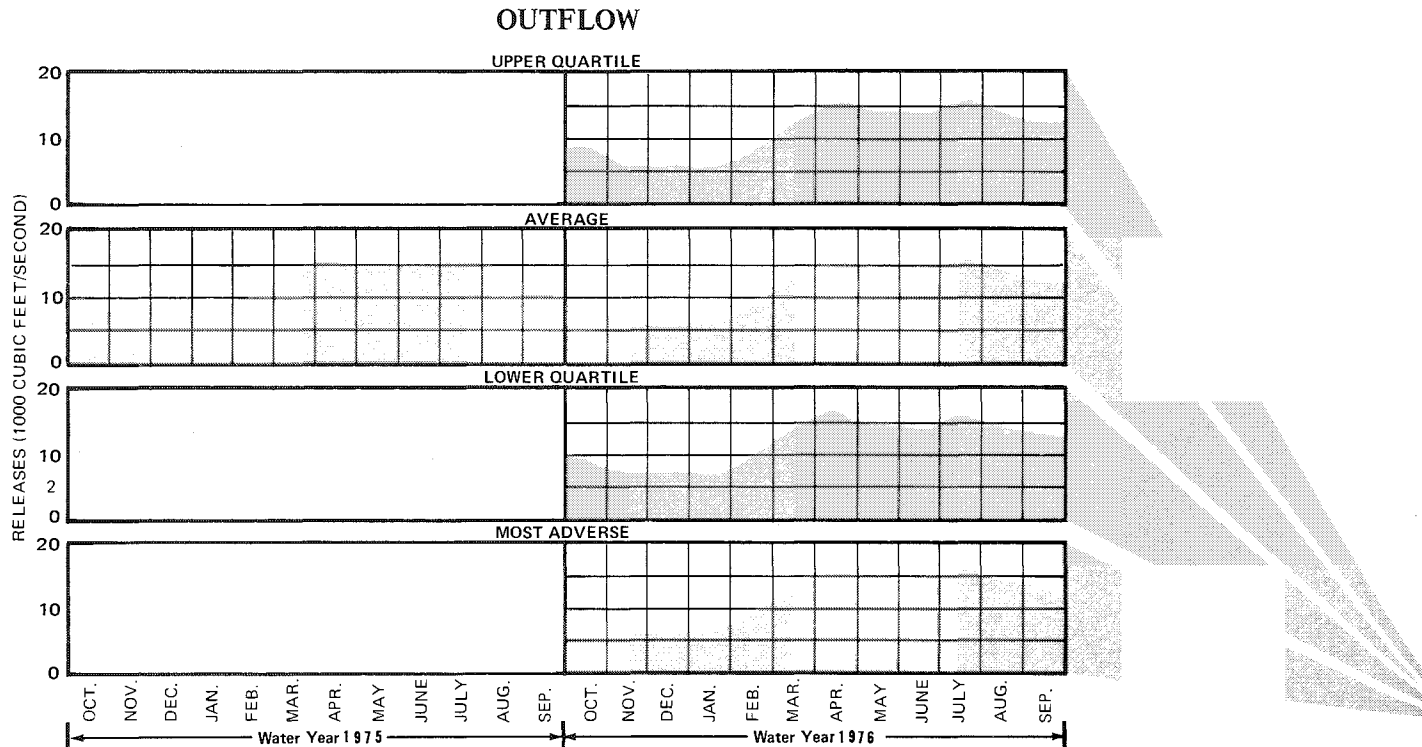 OUTFLOW
RELEASES (1000 CUBIC FEET/SECOND)
UPPER QUARTILE
20
10
0
AVERAGE
20
10
0
LOWER QUARTILE
20
10
2
0
MOST ADVERSE
20
10
0
OCT. NOV. DEC. JAN. FEB. MAR. APR. MAY JUNE JULY AUG. SEP. OCT. NOV. DEC. JAN. FEB. MAR. APR. MAY JUNE JULY AUG. SEP.
Water Year 1975 Water Year 1976